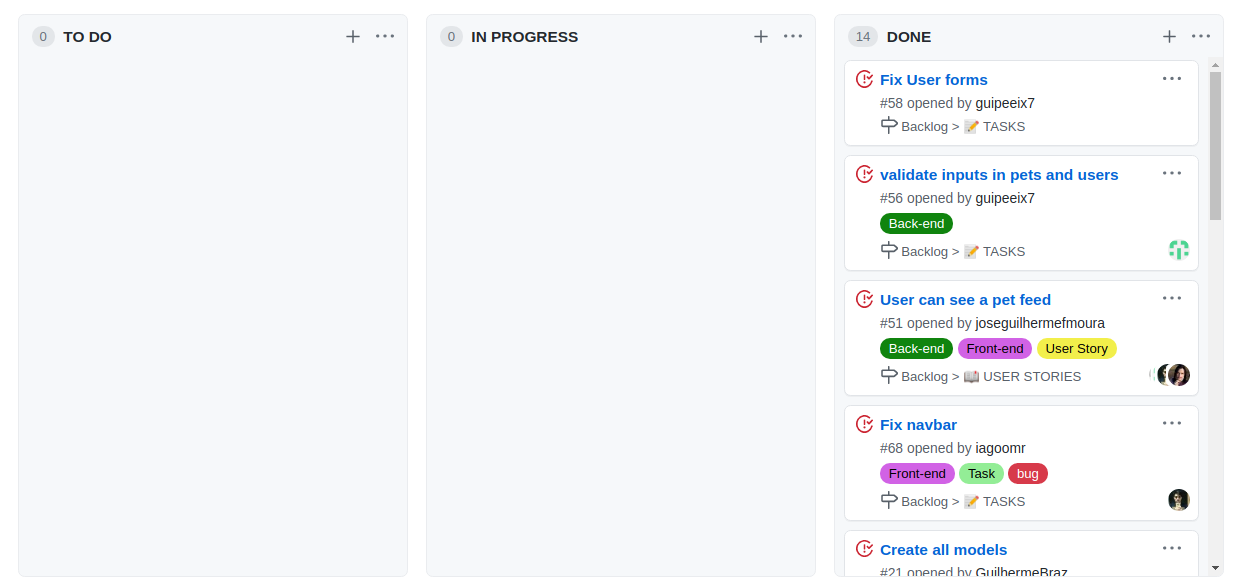 0 TO DO
0 IN PROGRESS
14 DONE
Fix User forms
#58 opened by guipeeix7
Backlog > 📝 TASKS
validate inputs in pets and users
#56 opened by guipeeix7
Back-end
Backlog > 📝 TASKS
User can see a pet feed
#51 opened by joseguilhermefmoura
Back-end Front-end User Story
Backlog > 📖 USER STORIES
Fix navbar
#68 opened by iagoomr
Front-end Task bug
Backlog > 📝 TASKS
Create all models
#21 opened by GuilhermeBraz